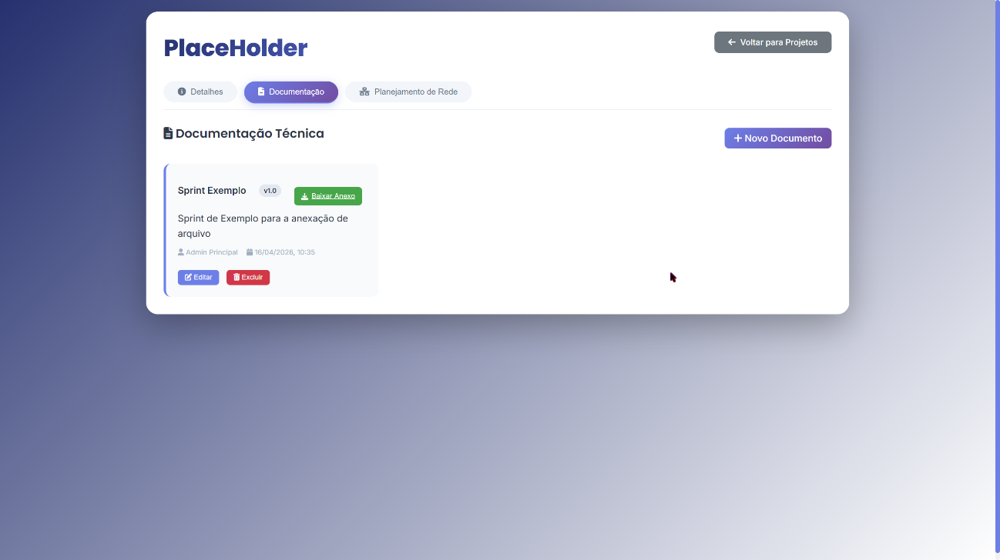 PlaceHolder
Voltar para Projetos
Detalhes
Documentação
Planejamento de Rede
Documentação Técnica
Novo Documento
Sprint Exemplo
v1.0
Baixar Anexo
Sprint de Exemplo para a anexação de
arquivo
Admin Principal
16/04/2026, 10:35
Editar
Excluir